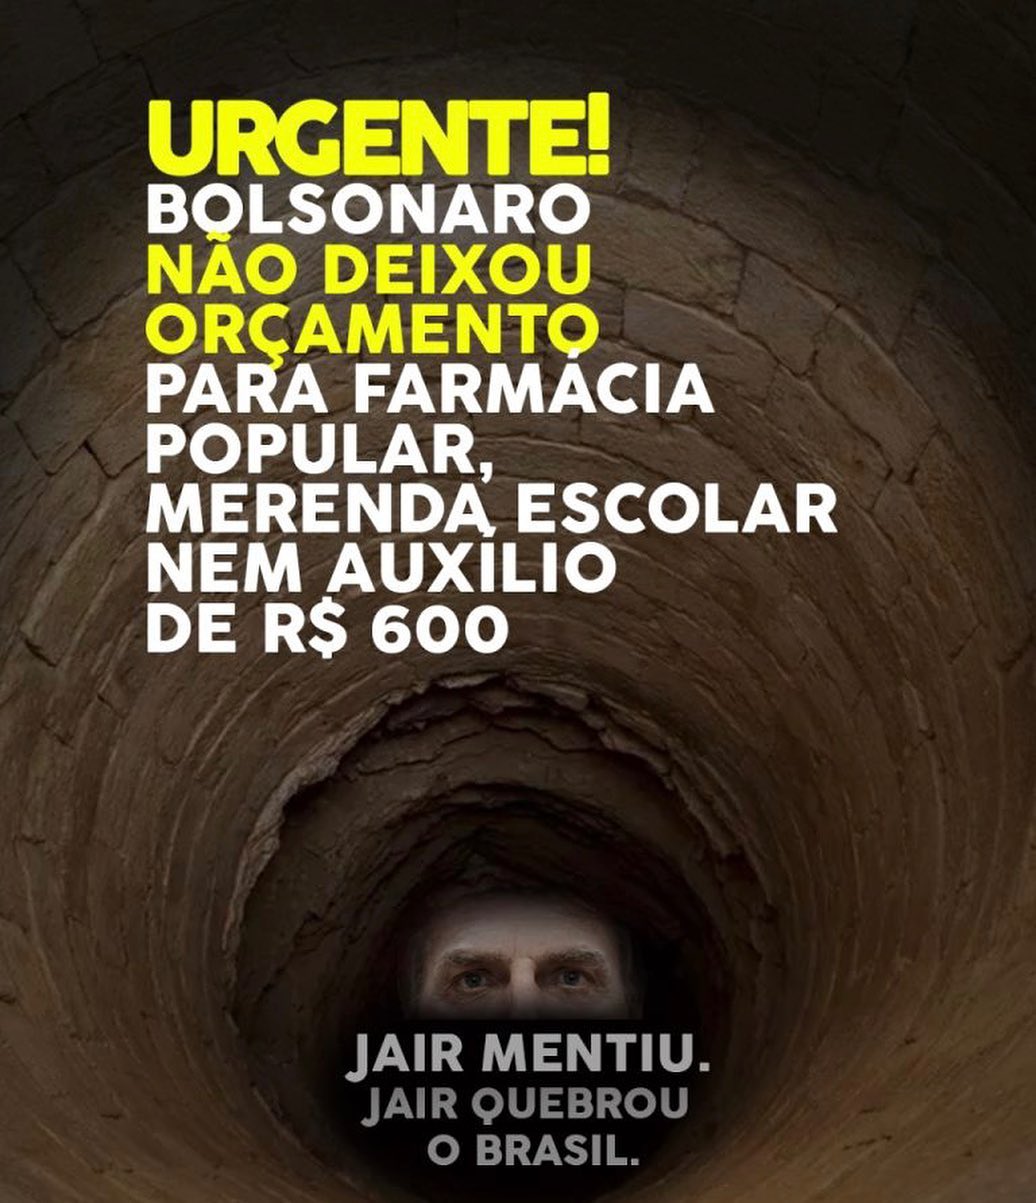 URGENTE!
BOLSONARO
NÃO DEIXOU
ORÇAMENTO
PARA FARMÁCIA
POPULAR,
MERENDA ESCOLAR
NEM AUXÍLIO
DE R$ 600
JAIR MENTIU.
JAIR QUEBROU
O BRASIL.